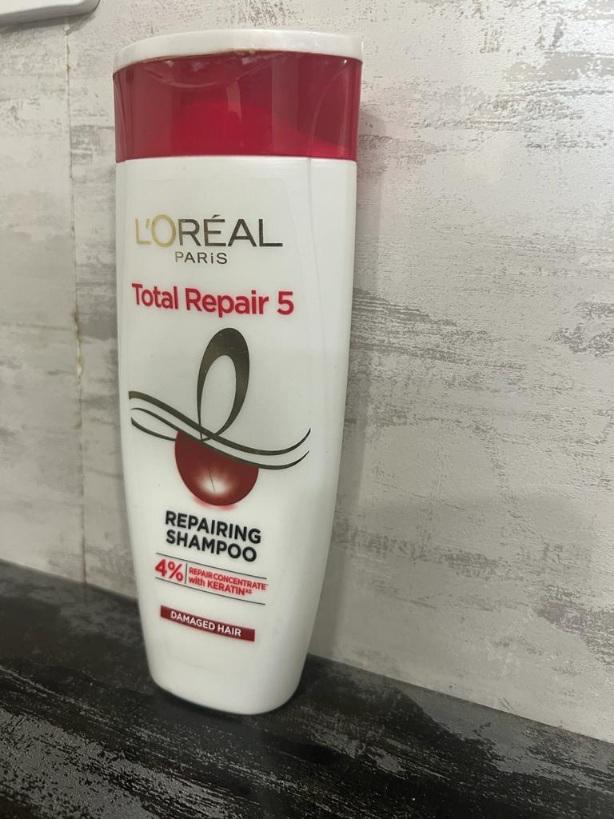 L'ORÉAL
PARiS
Total Repair 5
REPAIRING
SHAMPOO
4% REPAIR CONCENTRATE
with KERATIN
DAMAGED HAIR